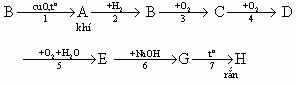 B —cuO,t°/1→ A —+H₂/2→ B —+O₂/3→ C —+O₂/4→ D
khí
—+O₂+H₂O/5→ E —+NaOH/6→ G —t°/7→ H
rắn